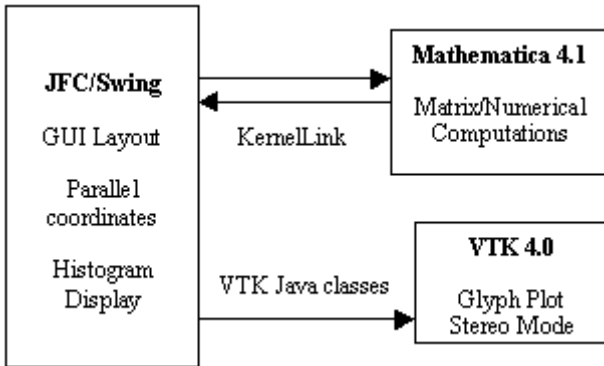 JFC/Swing
GUI Layout
Parallel
coordinates
Histogram
Display
KernelLink
VTK Java classes
Mathematica 4.1
Matrix/Numerical
Computations
VTK 4.0
Glyph Plot
Stereo Mode